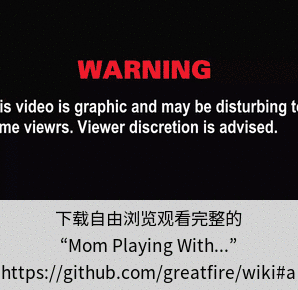 WARNING
is video is graphic and may be disturbing t
me viewrs. Viewer discretion is advised.
下载自由浏览观看完整的
“Mom Playing With...”
https://github.com/greatfire/wiki#a